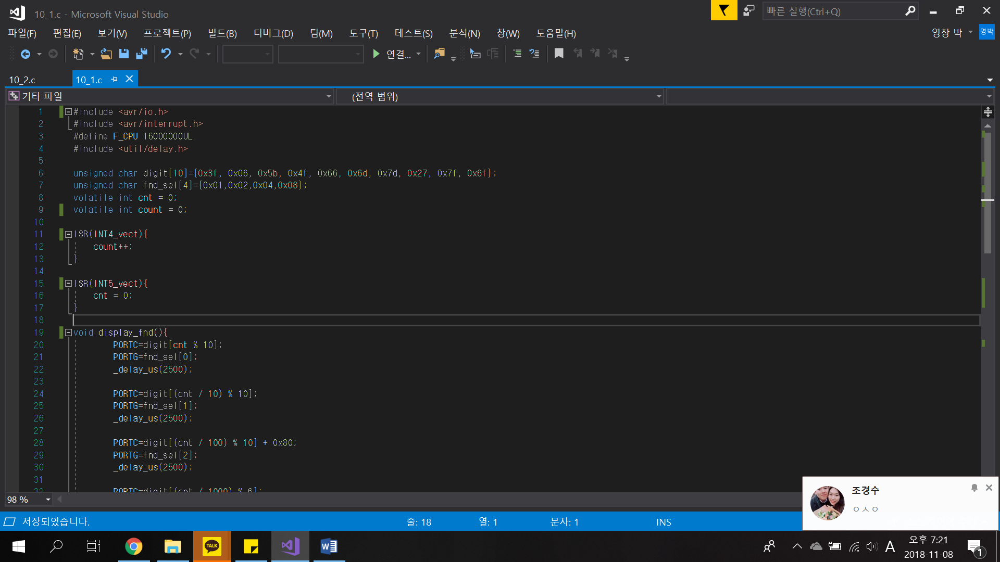 10_1.c - Microsoft Visual Studio
빠른 실행(Ctrl+Q)
파일(F) 편집(E) 보기(V) 프로젝트(P) 빌드(B) 디버그(D) 팀(M) 도구(T) 테스트(S) 분석(N) 창(W) 도움말(H)
영창 박
영박
연결...
10_2.c
10_1.c
기타 파일
(전역 범위)
1 #include <avr/io.h>
2 #include <avr/interrupt.h>
3 #define F_CPU 16000000UL
4 #include <util/delay.h>
5
6 unsigned char digit[10]={0x3f, 0x06, 0x5b, 0x4f, 0x66, 0x6d, 0x7d, 0x27, 0x7f, 0x6f};
7 unsigned char fnd_sel[4]={0x01,0x02,0x04,0x08};
8 volatile int cnt = 0;
9 volatile int count = 0;
10
11 ISR(INT4_vect){
12 count++;
13 }
14
15 ISR(INT5_vect){
16 cnt = 0;
17 }
18
19 void display_fnd(){
20 PORTC=digit[cnt % 10];
21 PORTG=fnd_sel[0];
22 _delay_us(2500);
23
24 PORTC=digit[(cnt / 10) % 10];
25 PORTG=fnd_sel[1];
26 _delay_us(2500);
27
28 PORTC=digit[(cnt / 100) % 10] + 0x80;
29 PORTG=fnd_sel[2];
30 _delay_us(2500);
31
32 PORTC=digit[(cnt / 1000) % 6];
98 %
조경수
ㅇㅅㅇ
저장되었습니다.
줄: 18
열: 1
문자: 1
INS
TALK
A
오후 7:21
2018-11-08
1